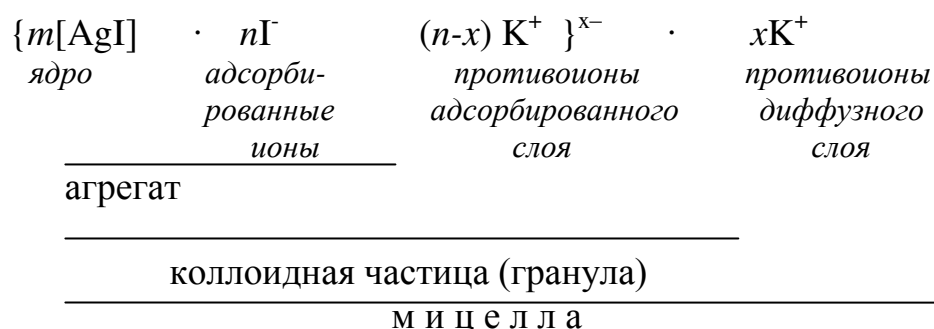 {m[AgI] · nI⁻ (n-x) K⁺ }ˣ⁻ · xK⁺
ядро адсорби- противоионы противоионы
рованные адсорбированного диффузного
ионы слоя слоя
агрегат
коллоидная частица (гранула)
м и ц е л л а